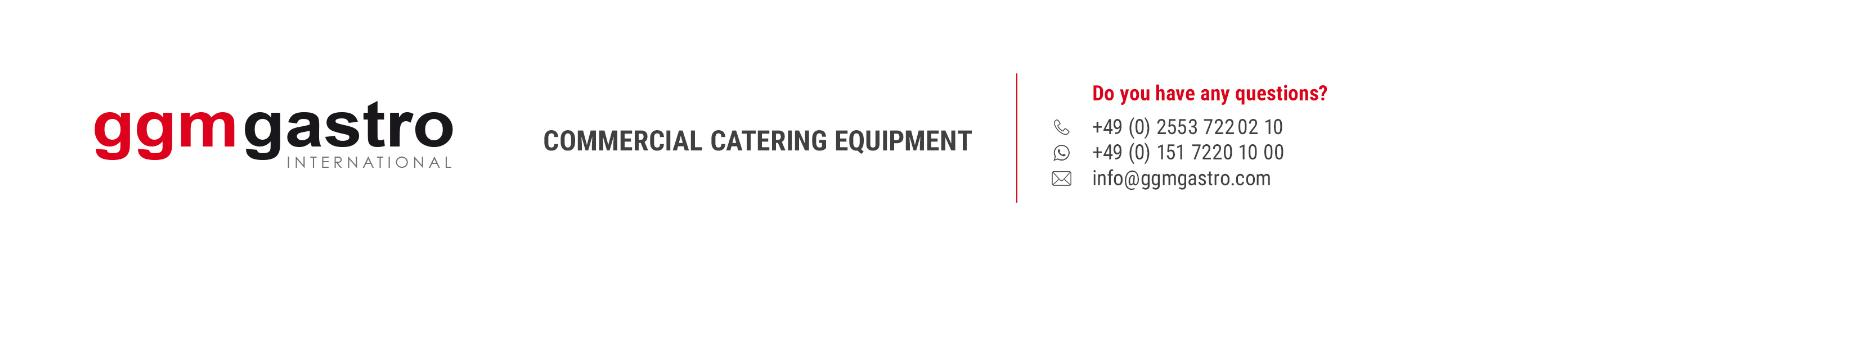 ggmgastro
INTERNATIONAL
COMMERCIAL CATERING EQUIPMENT
Do you have any questions?
+49 (0) 2553 722 02 10
+49 (0) 151 7220 10 00
info@ggmgastro.com